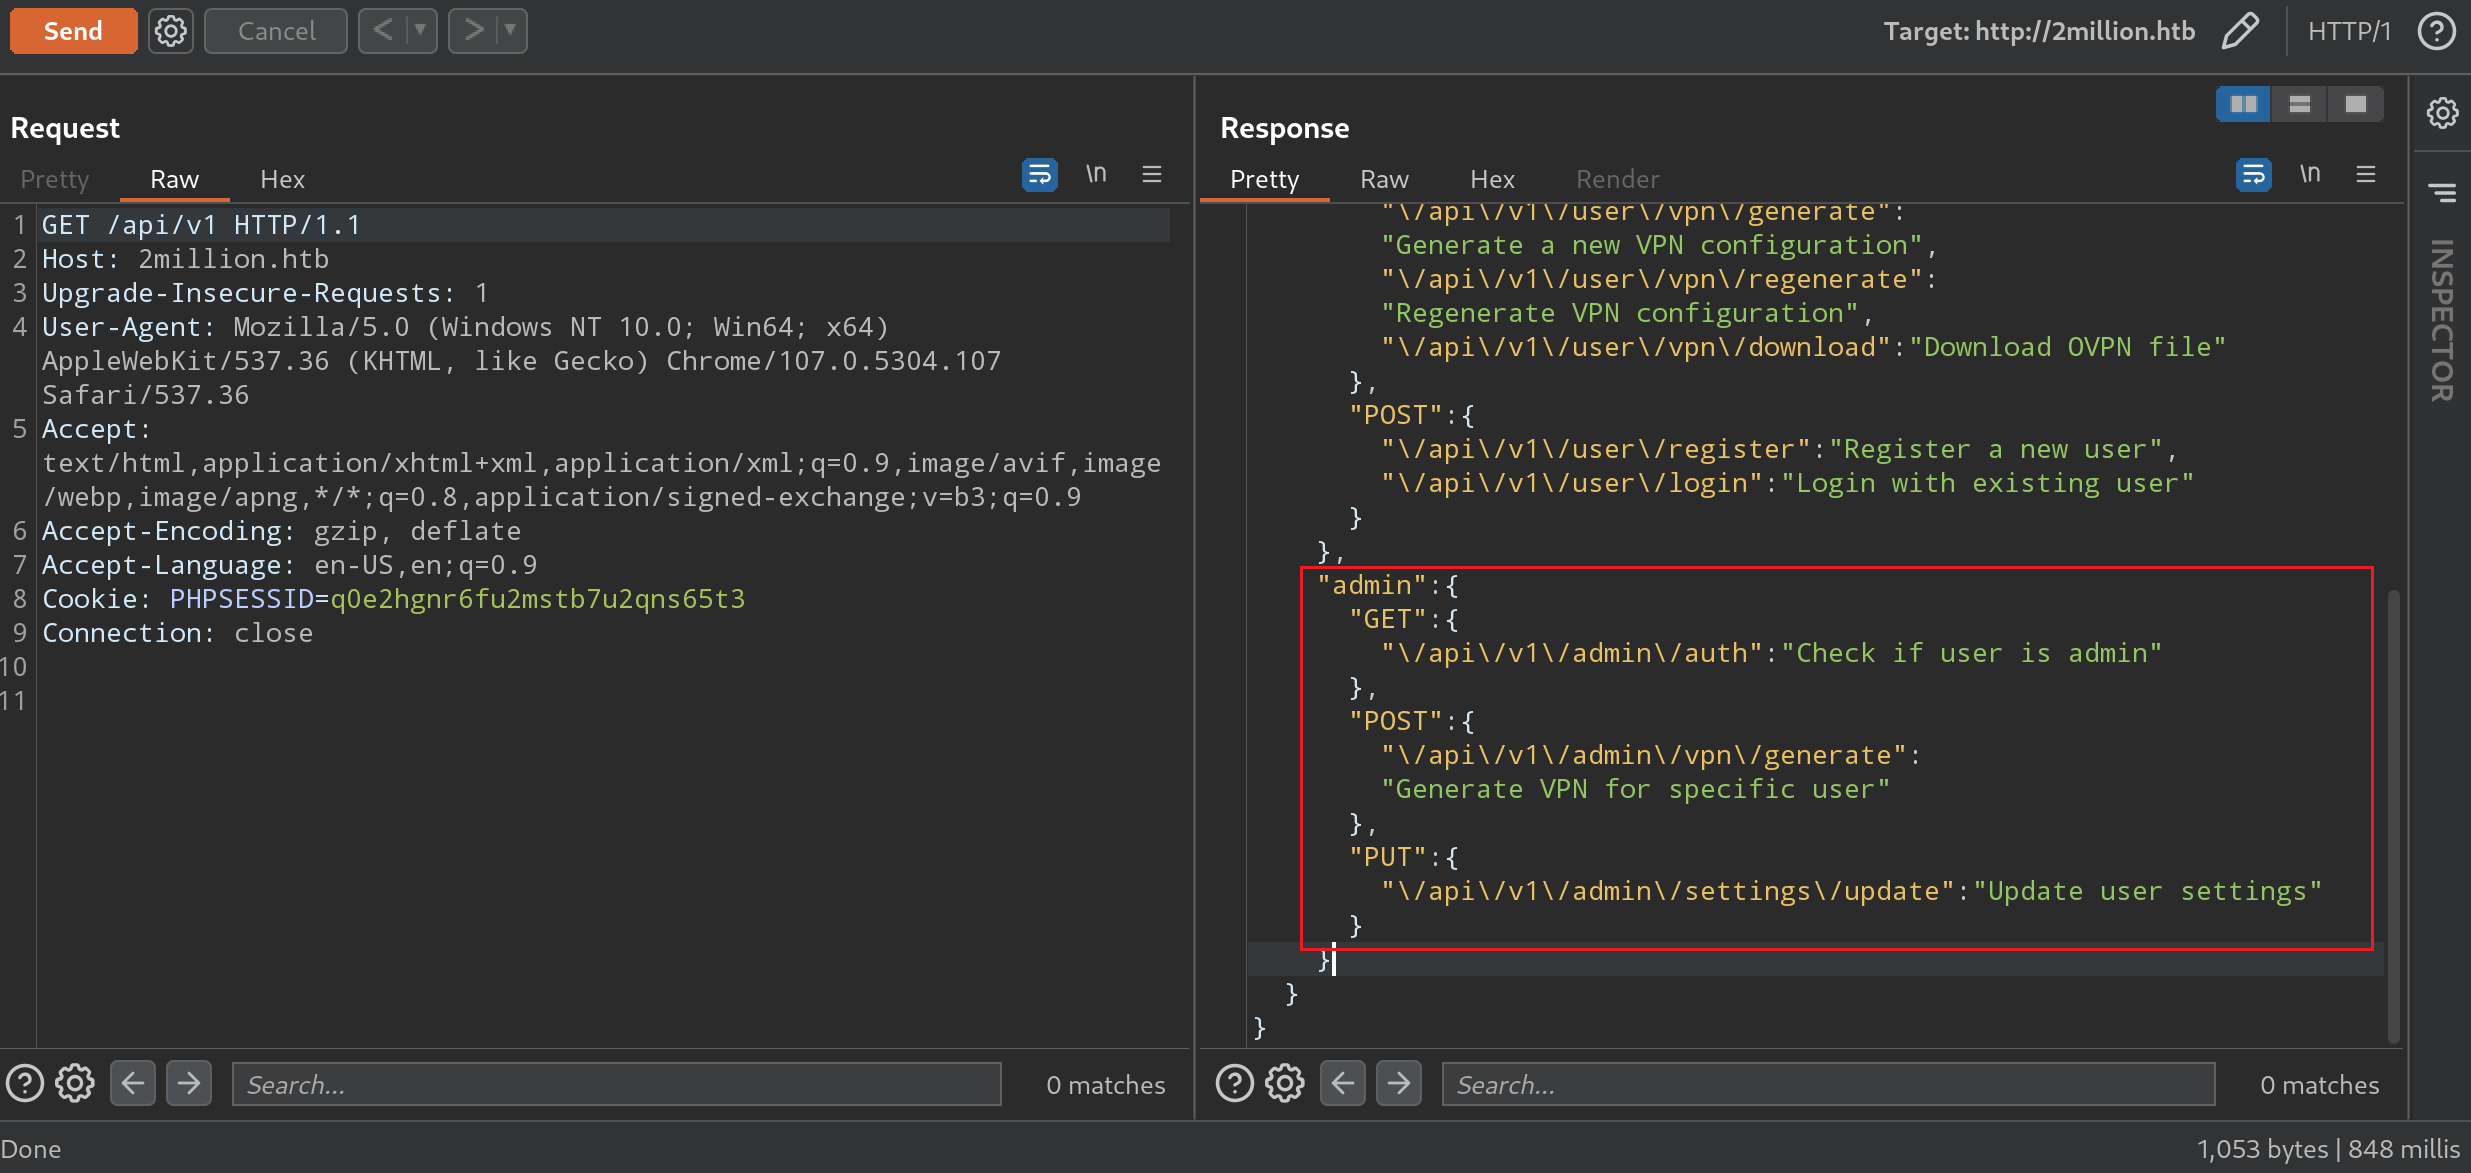 Send
Cancel
Target: http://2million.htb
HTTP/1
Request
Pretty
Raw
Hex
\n
1 GET /api/v1 HTTP/1.1
2 Host: 2million.htb
3 Upgrade-Insecure-Requests: 1
4 User-Agent: Mozilla/5.0 (Windows NT 10.0; Win64; x64)
AppleWebKit/537.36 (KHTML, like Gecko) Chrome/107.0.5304.107
Safari/537.36
5 Accept:
text/html,application/xhtml+xml,application/xml;q=0.9,image/avif,image
/webp,image/apng,*/*;q=0.8,application/signed-exchange;v=b3;q=0.9
6 Accept-Encoding: gzip, deflate
7 Accept-Language: en-US,en;q=0.9
8 Cookie: PHPSESSID=q0e2hgnr6fu2mstb7u2qns65t3
9 Connection: close
10
11
Search...
0 matches
Response
Pretty
Raw
Hex
Render
\n
"\/api\/v1\/user\/vpn\/generate":
"Generate a new VPN configuration",
"\/api\/v1\/user\/vpn\/regenerate":
"Regenerate VPN configuration",
"\/api\/v1\/user\/vpn\/download":"Download OVPN file"
},
"POST":{
"\/api\/v1\/user\/register":"Register a new user",
"\/api\/v1\/user\/login":"Login with existing user"
}
},
"admin":{
"GET":{
"\/api\/v1\/admin\/auth":"Check if user is admin"
},
"POST":{
"\/api\/v1\/admin\/vpn\/generate":
"Generate VPN for specific user"
},
"PUT":{
"\/api\/v1\/admin\/settings\/update":"Update user settings"
}
}
}
}
Search...
0 matches
INSPECTOR
Done
1,053 bytes | 848 millis